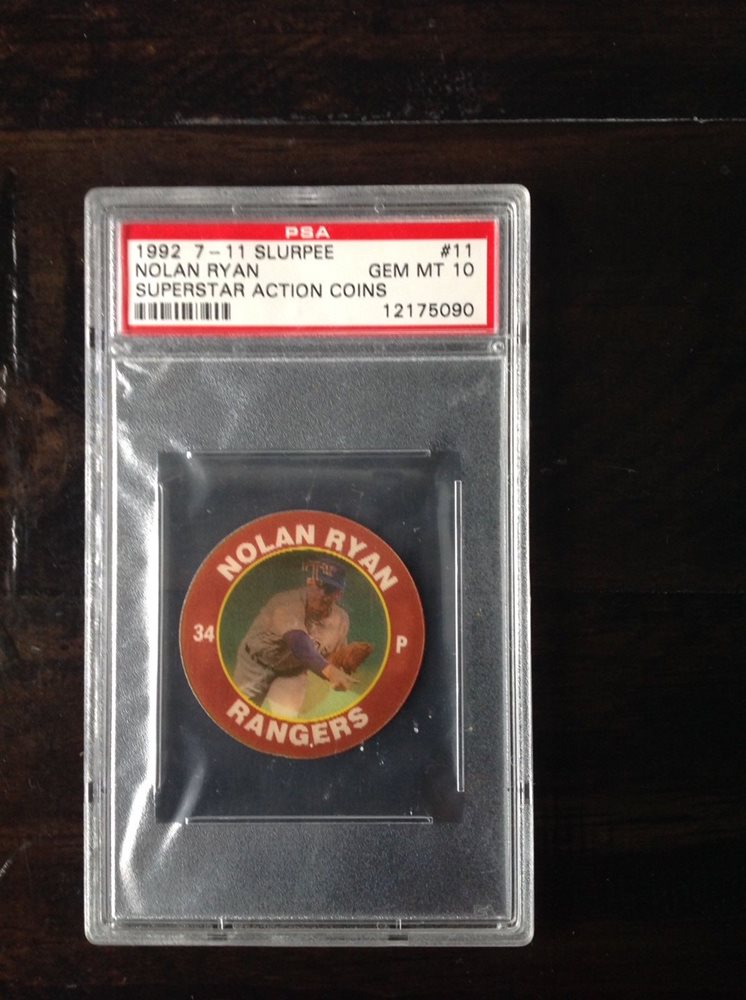 PSA
1992 7-11 SLURPEE #11
NOLAN RYAN GEM MT 10
SUPERSTAR ACTION COINS
12175090
NOLAN RYAN
34 P
RANGERS